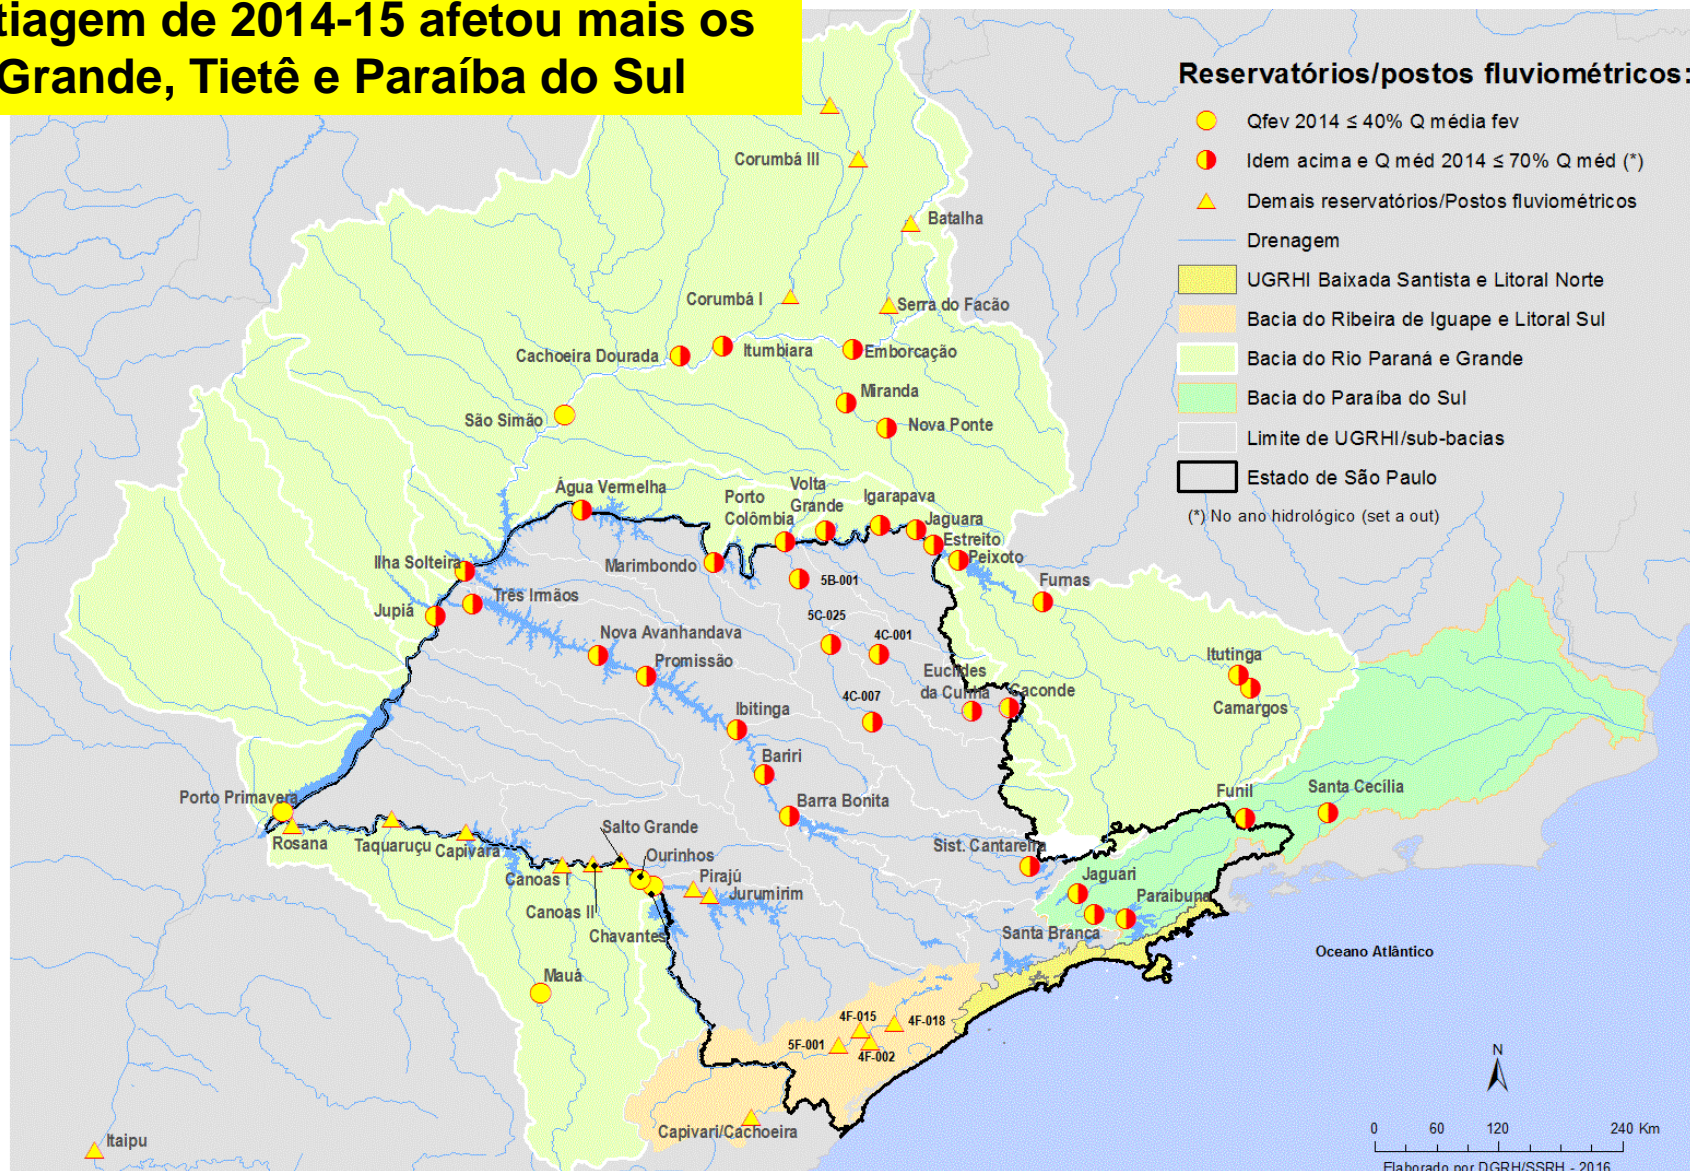 tiagem de 2014-15 afetou mais os
Grande, Tietê e Paraíba do Sul
Reservatórios/postos fluviométricos:
Qfev 2014 ≤ 40% Q média fev
Idem acima e Q méd 2014 ≤ 70% Q méd (*)
Demais reservatórios/Postos fluviométricos
Drenagem
UGRHI Baixada Santista e Litoral Norte
Bacia do Ribeira de Iguape e Litoral Sul
Bacia do Rio Paraná e Grande
Bacia do Paraíba do Sul
Limite de UGRHI/sub-bacias
Estado de São Paulo
(*) No ano hidrológico (set a out)
Corumbá III
Batalha
Corumbá I
Serra do Facão
Cachoeira Dourada
Itumbiara
Emborcação
Miranda
São Simão
Nova Ponte
Água Vermelha
Porto
Colômbia
Volta
Grande
Igarapava
Jaguara
Estreito
Peixoto
Ilha Solteira
Marimbondo
5B-001
Furnas
Três Irmãos
Jupiá
5C-025
4C-001
Nova Avanhandava
Promissão
Itutinga
Euclides
da Cunha
Caconde
4C-007
Camargos
Ibitinga
Bariri
Porto Primavera
Barra Bonita
Funil
Santa Cecília
Rosana
Taquaruçu
Capivara
Salto Grande
Ourinhos
Sist. Cantareira
Canoas I
Pirajú
Jurumirim
Jaguari
Paraibuna
Canoas II
Chavantes
Santa Branca
Oceano Atlântico
Mauá
4F-015
4F-018
5F-001
4F-002
Capivari/Cachoeira
Itaipu
N
0 60 120 240 Km
Elaborado por DGRH/SSRH - 2016